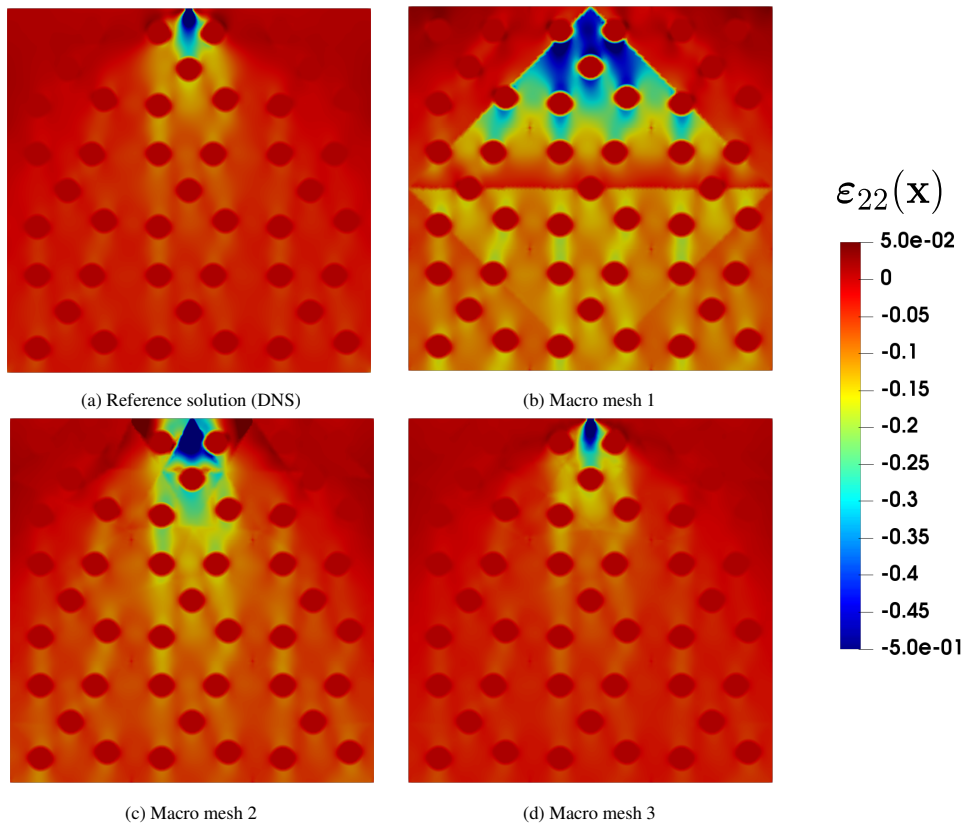 (a) Reference solution (DNS)
(b) Macro mesh 1
(c) Macro mesh 2
(d) Macro mesh 3
ε₂₂(x)
5.0e-02
0
-0.05
-0.1
-0.15
-0.2
-0.25
-0.3
-0.35
-0.4
-0.45
-5.0e-01